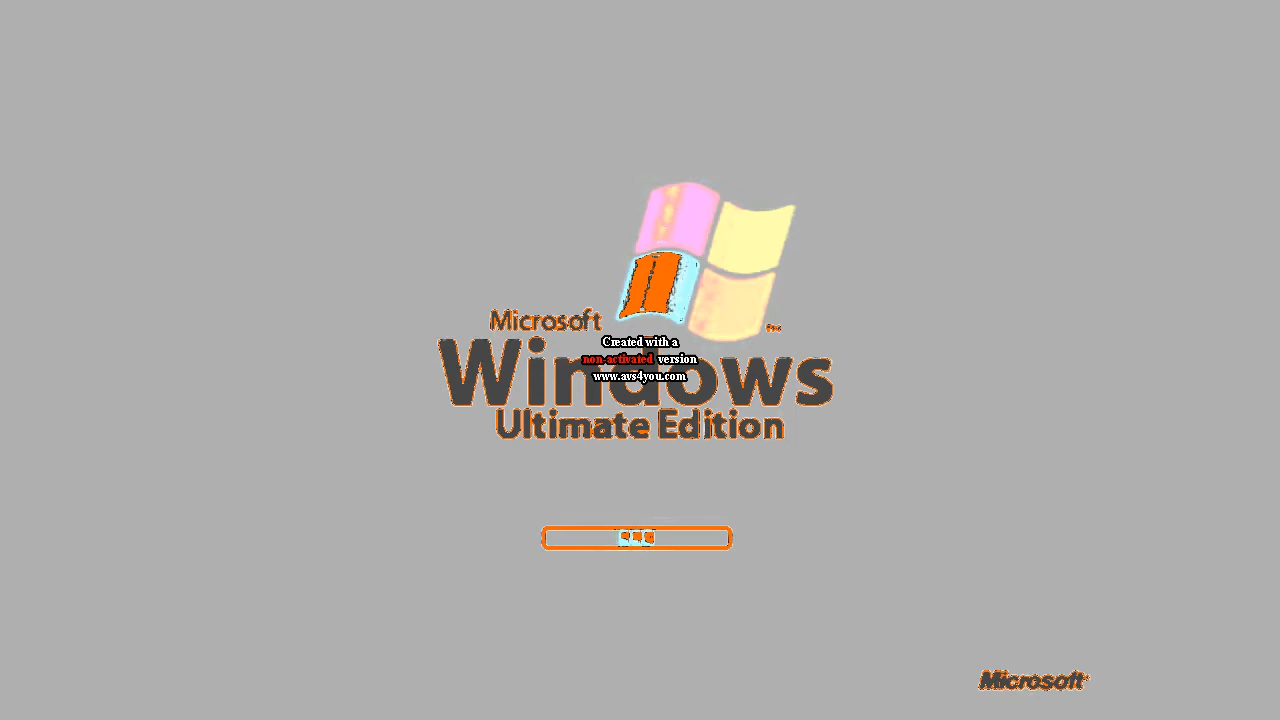 Microsoft
Created with a
Windows
non-activated version
www.avs4you.com
Ultimate Edition
Microsoft